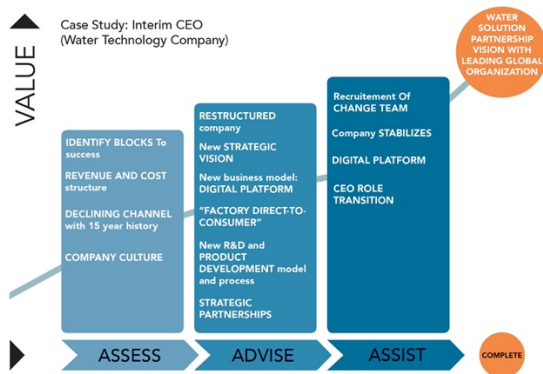 Case Study: Interim CEO
(Water Technology Company)
VALUE
WATER
SOLUTION
PARTNERSHIP
VISION WITH
LEADING GLOBAL
ORGANIZATION
IDENTIFY BLOCKS To
success
REVENUE AND COST
structure
DECLINING CHANNEL
with 15 year history
COMPANY CULTURE
RESTRUCTURED
company
New STRATEGIC
VISION
New business model:
DIGITAL PLATFORM
"FACTORY DIRECT-TO-
CONSUMER"
New R&D and
PRODUCT
DEVELOPMENT model
and process
STRATEGIC
PARTNERSHIPS
Recruitement Of
CHANGE TEAM
Company STABILIZES
DIGITAL PLATFORM
CEO ROLE
TRANSITION
ASSESS
ADVISE
ASSIST
COMPLETE